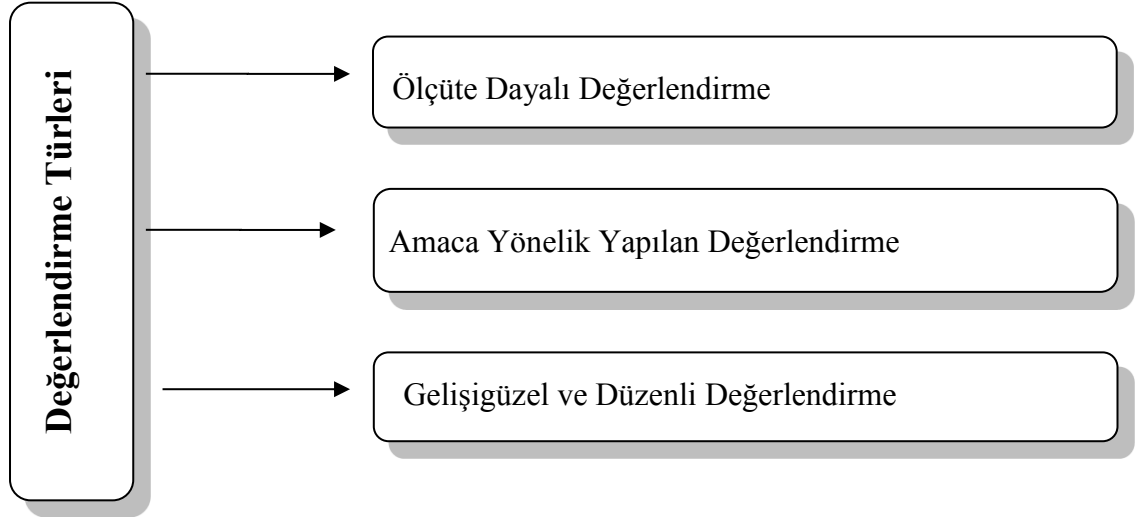 Değerlendirme Türleri
Ölçüte Dayalı Değerlendirme
Amaca Yönelik Yapılan Değerlendirme
Gelişigüzel ve Düzenli Değerlendirme